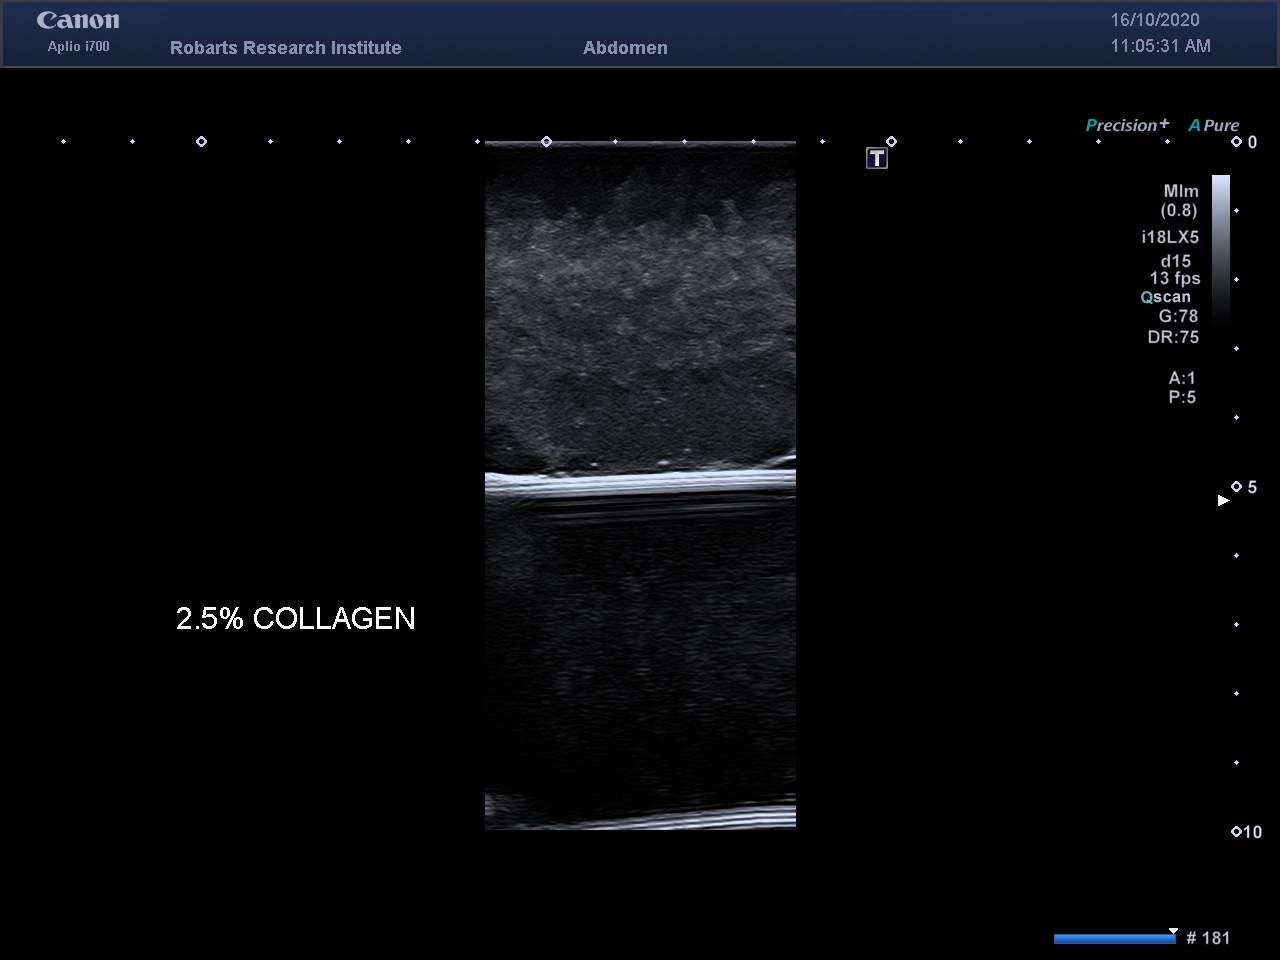 Canon
Aplio i700
Robarts Research Institute
Abdomen
16/10/2020
11:05:31 AM
Precision+ APure
T
0
MIm
(0.8)
i18LX5
d15
13 fps
Qscan
G:78
DR:75
A:1
P:5
5
2.5% COLLAGEN
10
# 181